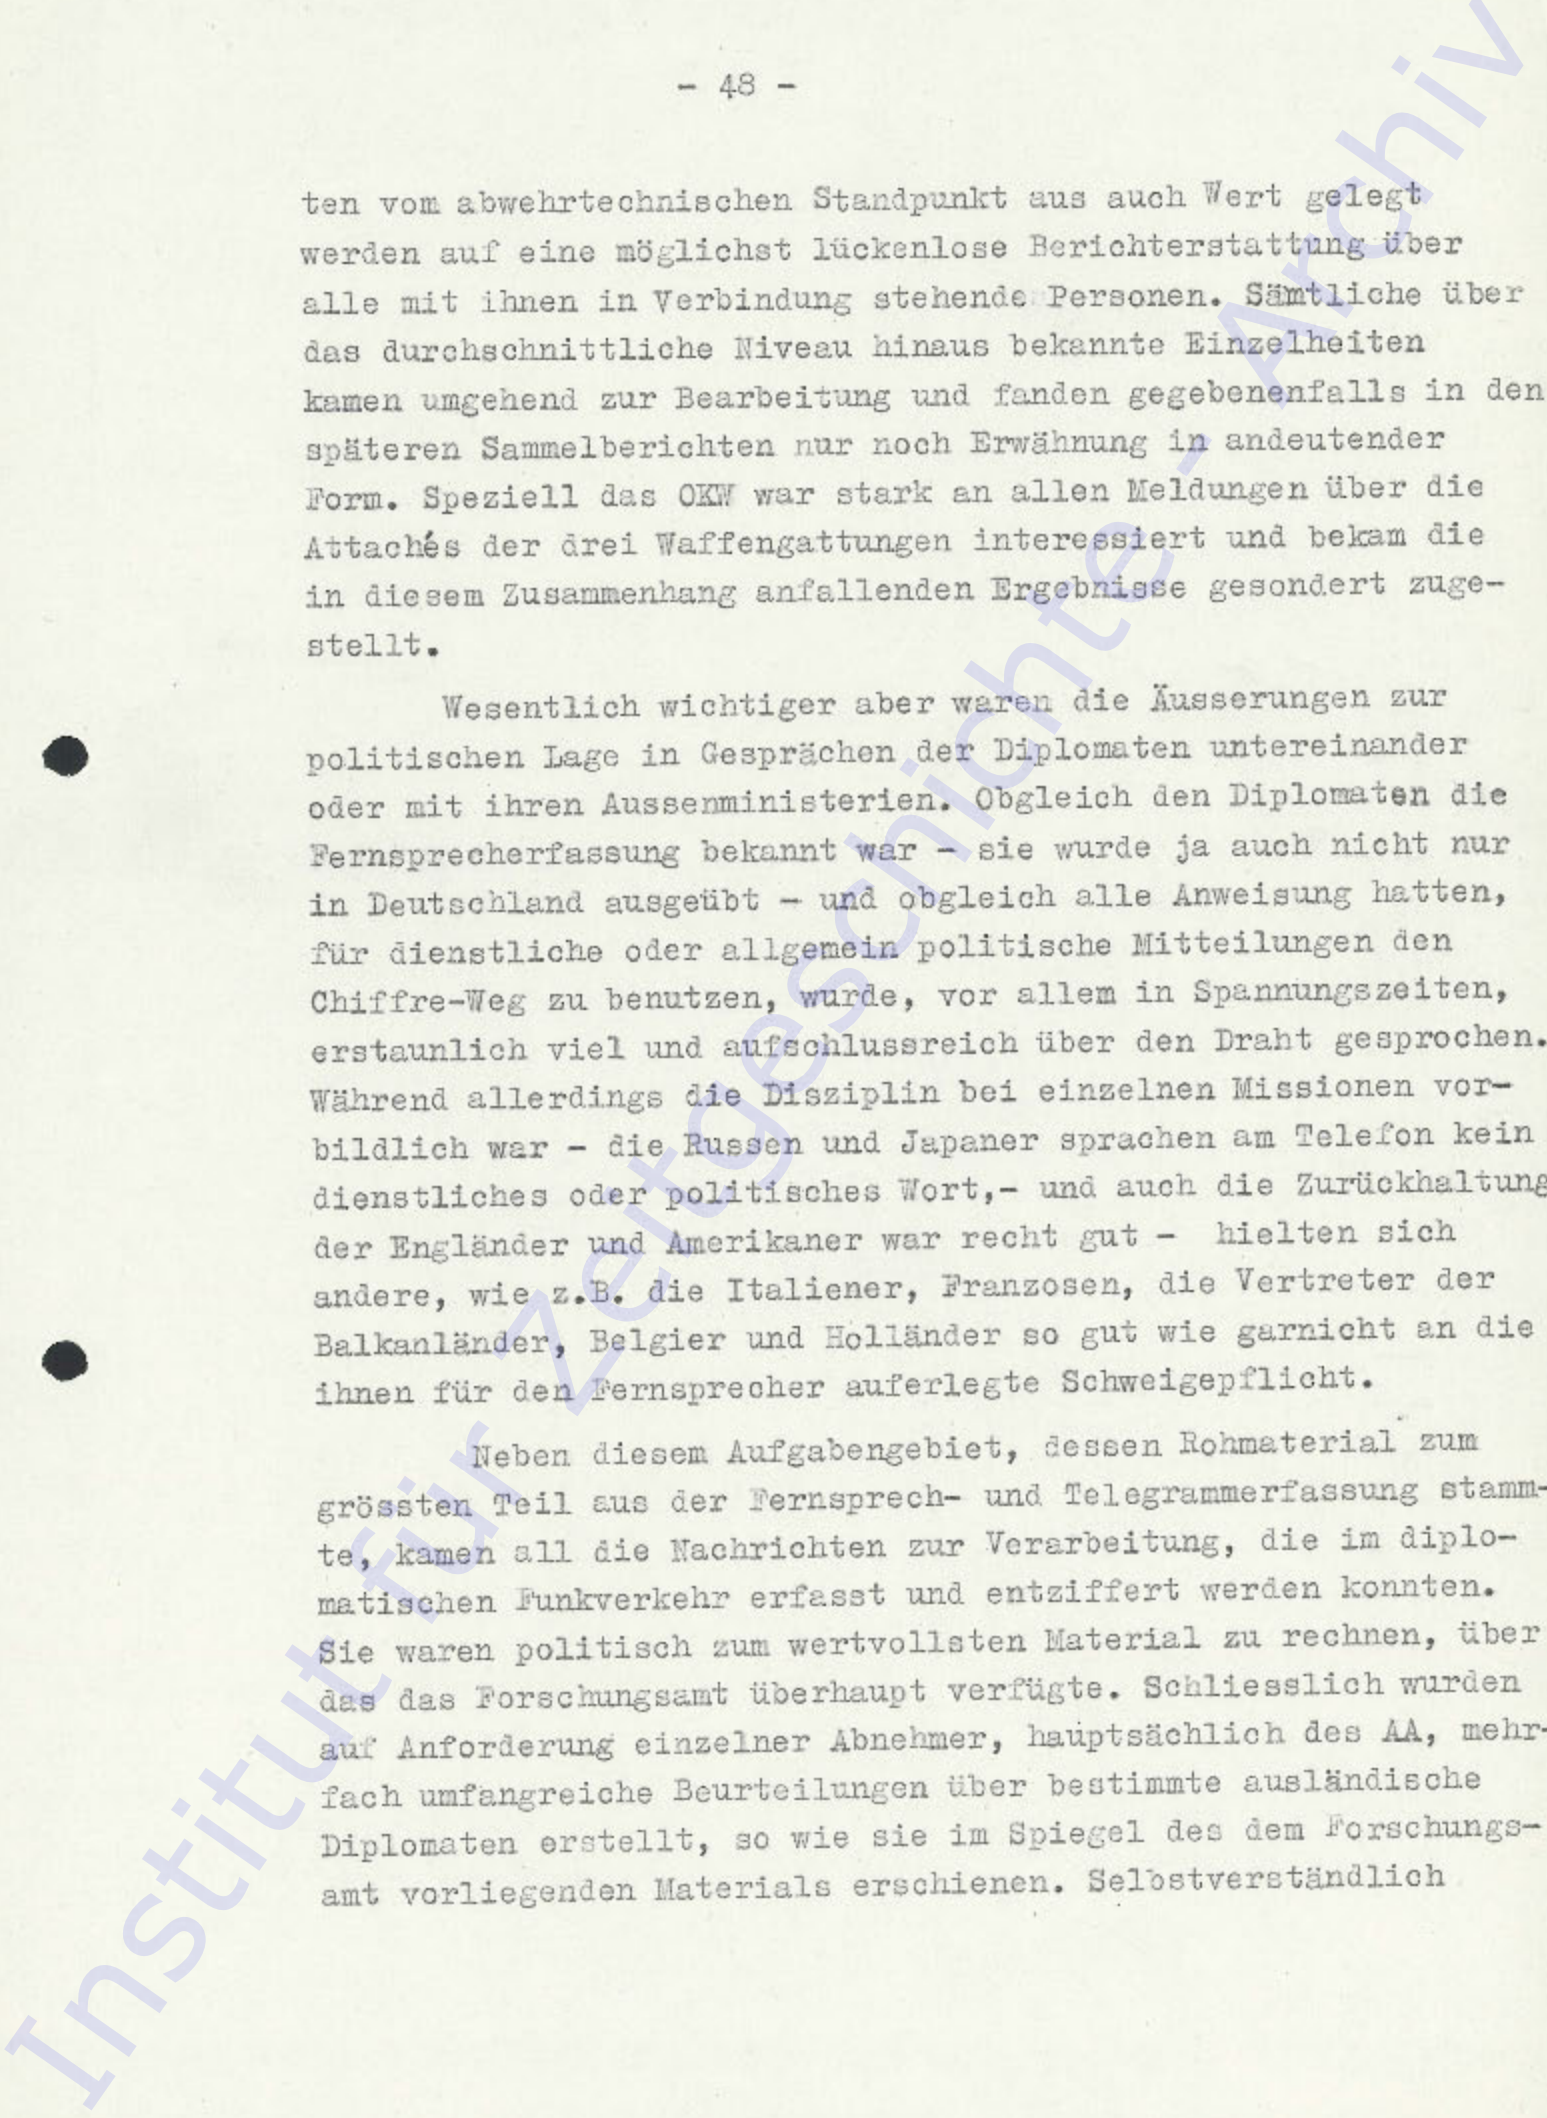 - 48 -
ten vom abwehrtechnischen Standpunkt aus auch Wert gelegt
werden auf eine möglichst lückenlose Berichterstattung über
alle mit ihnen in Verbindung stehende Personen. Sämtliche über
das durchschnittliche Niveau hinaus bekannte Einzelheiten
kamen umgehend zur Bearbeitung und fanden gegebenenfalls in den
späteren Sammelberichten nur noch Erwähnung in andeutender
Form. Speziell das OKW war stark an allen Meldungen über die
Attachés der drei Waffengattungen interessiert und bekam die
in diesem Zusammenhang anfallenden Ergebnisse gesondert zuge-
stellt.
Wesentlich wichtiger aber waren die Äusserungen zur
politischen Lage in Gesprächen der Diplomaten untereinander
oder mit ihren Aussenministerien. Obgleich den Diplomaten die
Fernsprecherfassung bekannt war - sie wurde ja auch nicht nur
in Deutschland ausgeübt - und obgleich alle Anweisung hatten,
für dienstliche oder allgemein politische Mitteilungen den
Chiffre-Weg zu benutzen, wurde, vor allem in Spannungszeiten,
erstaunlich viel und aufschlussreich über den Draht gesprochen.
Während allerdings die Disziplin bei einzelnen Missionen vor-
bildlich war - die Russen und Japaner sprachen am Telefon kein
dienstliches oder politisches Wort,- und auch die Zurückhaltung
der Engländer und Amerikaner war recht gut - hielten sich
andere, wie z.B. die Italiener, Franzosen, die Vertreter der
Balkanländer, Belgier und Holländer so gut wie garnicht an die
ihnen für den Fernsprecher auferlegte Schweigepflicht.
Neben diesem Aufgabengebiet, dessen Rohmaterial zum
grössten Teil aus der Fernsprech- und Telegrammerfassung stamm-
te, kamen all die Nachrichten zur Verarbeitung, die im diplo-
matischen Funkverkehr erfasst und entziffert werden konnten.
Sie waren politisch zum wertvollsten Material zu rechnen, über
das das Forschungsamt überhaupt verfügte. Schliesslich wurden
auf Anforderung einzelner Abnehmer, hauptsächlich des AA, mehr-
fach umfangreiche Beurteilungen über bestimmte ausländische
Diplomaten erstellt, so wie sie im Spiegel des dem Forschungs-
amt vorliegenden Materials erschienen. Selbstverständlich
Institut für Zeitgeschichte - Archiv